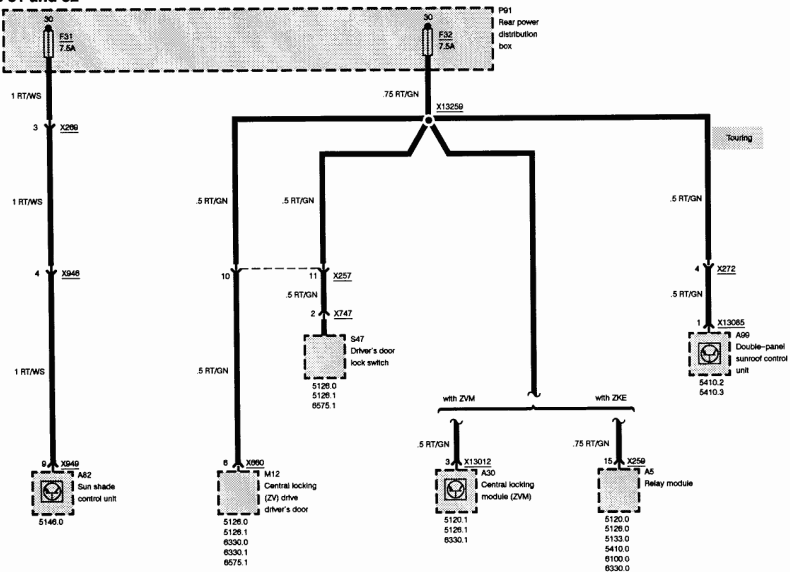 30
F31
7.5A
30
F32
7.5A
P91
Rear power
distribution
box
1 RT/WS
.75 RT/GN
X13259
3 X269
Touring
1 RT/WS
.5 RT/GN
.5 RT/GN
.5 RT/GN
4 X946
10
11 X257
4 X272
.5 RT/GN
.5 RT/GN
2 X747
1 X13085
S47
Driver's door
lock switch
5126.0
5126.1
6575.1
A99
Double-panel
sunroof control
unit
5410.2
5410.3
1 RT/WS
.5 RT/GN
with ZVM
with ZKE
.5 RT/GN
.75 RT/GN
9 X949
6 X660
3 X13012
15 X259
A82
Sun shade
control unit
5146.0
M12
Central locking
(ZV) drive
driver's door
5126.0
5126.1
6330.0
6330.1
6575.1
A30
Central locking
module (ZVM)
5120.1
5126.1
6330.1
A5
Relay module
5120.0
5126.0
5133.0
5410.0
6100.0
6330.0